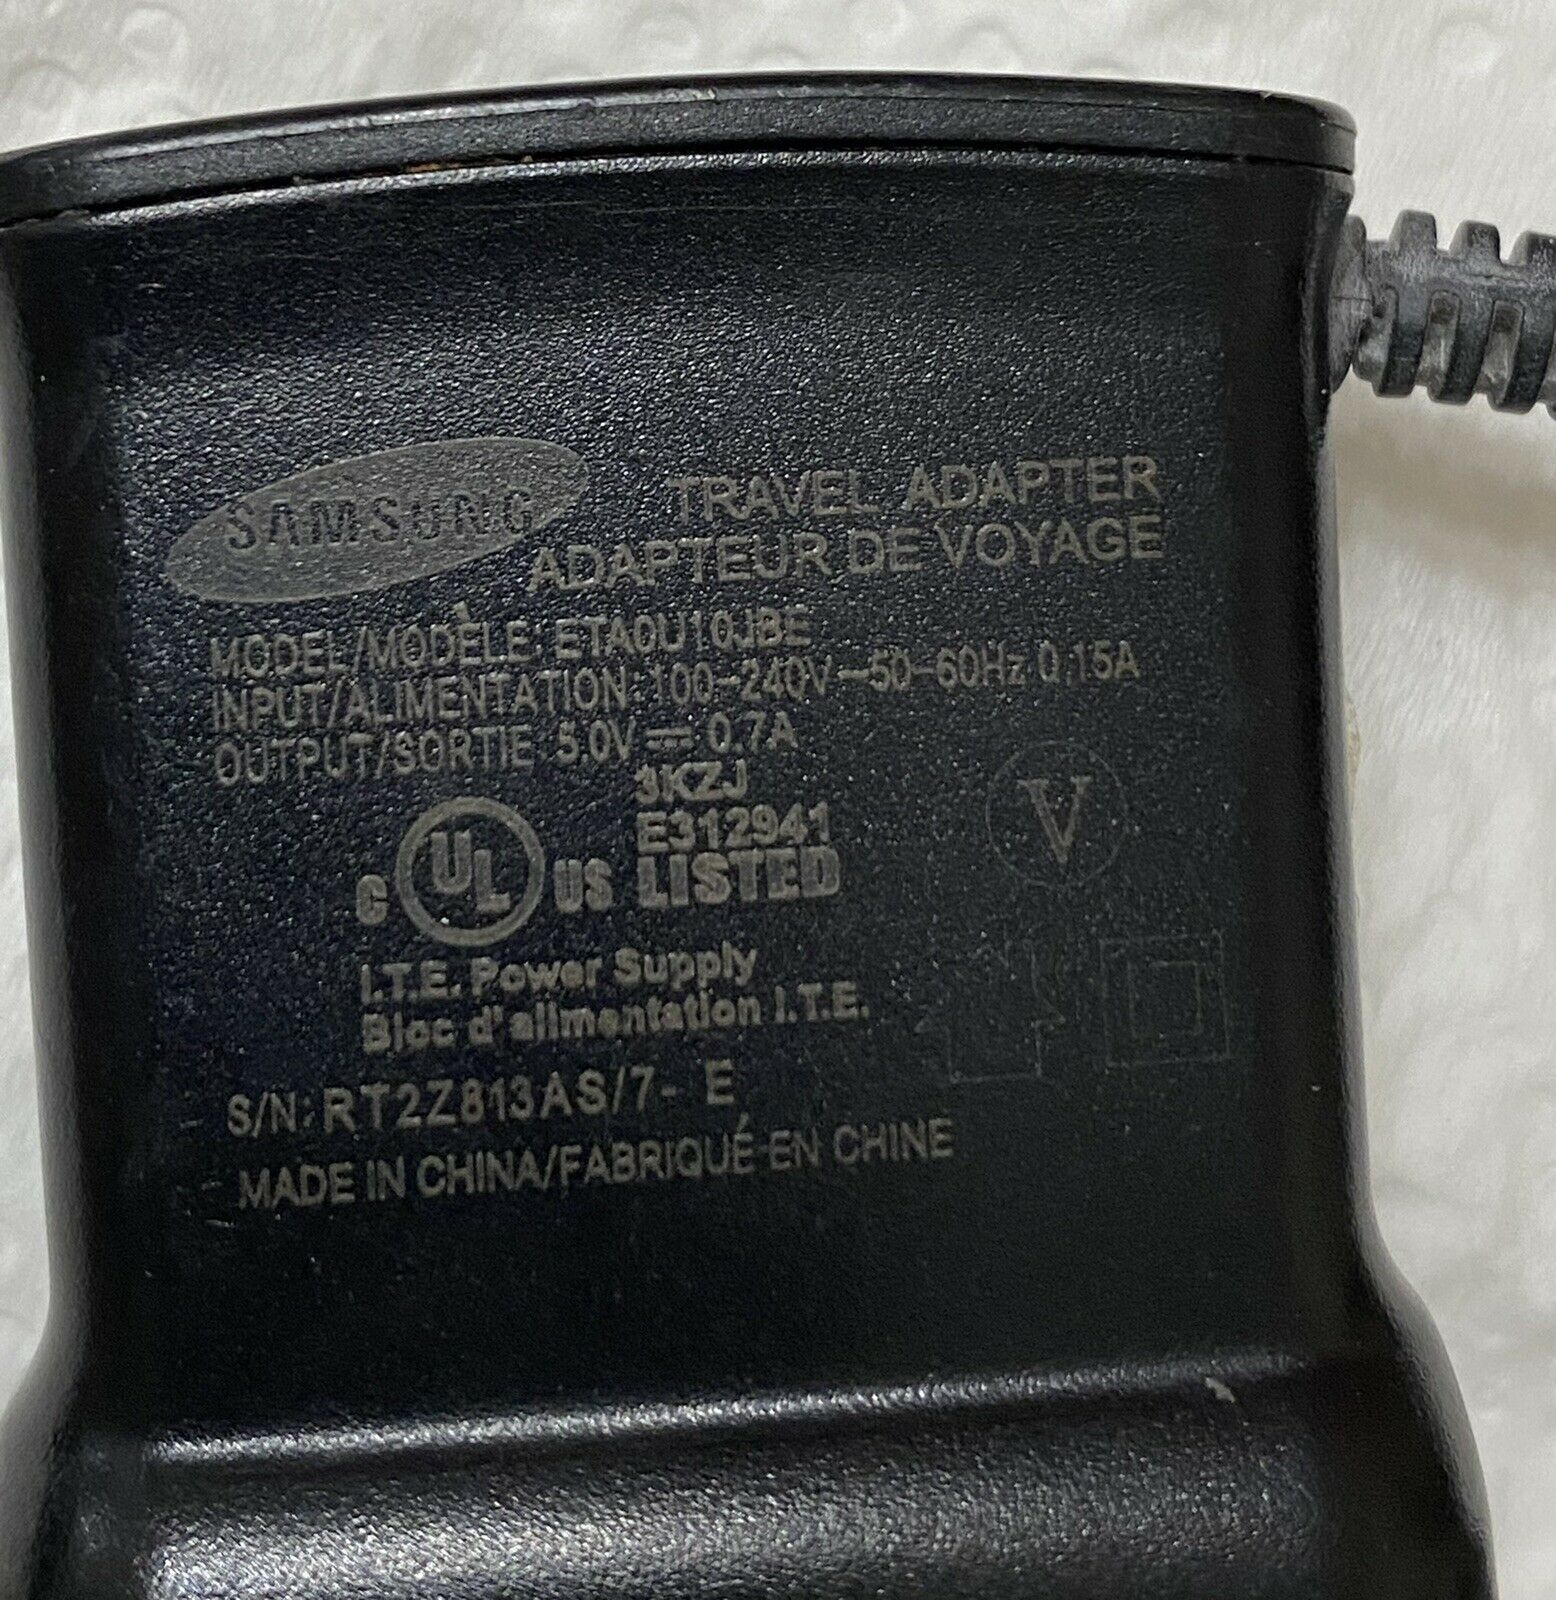 SAMSUNG
TRAVEL ADAPTER
ADAPTEUR DE VOYAGE
MODEL/MODÈLE: ETA0U10JBE
INPUT/ALIMENTATION: 100-240V~50-60Hz 0.15A
OUTPUT/SORTIE 5.0V⎓0.7A
3KZJ
E312941
C UL US LISTED
V
I.T.E. Power Supply
Bloc d'alimentation I.T.E.
S/N: RT2Z813AS/7- E
MADE IN CHINA/FABRIQUÉ EN CHINE